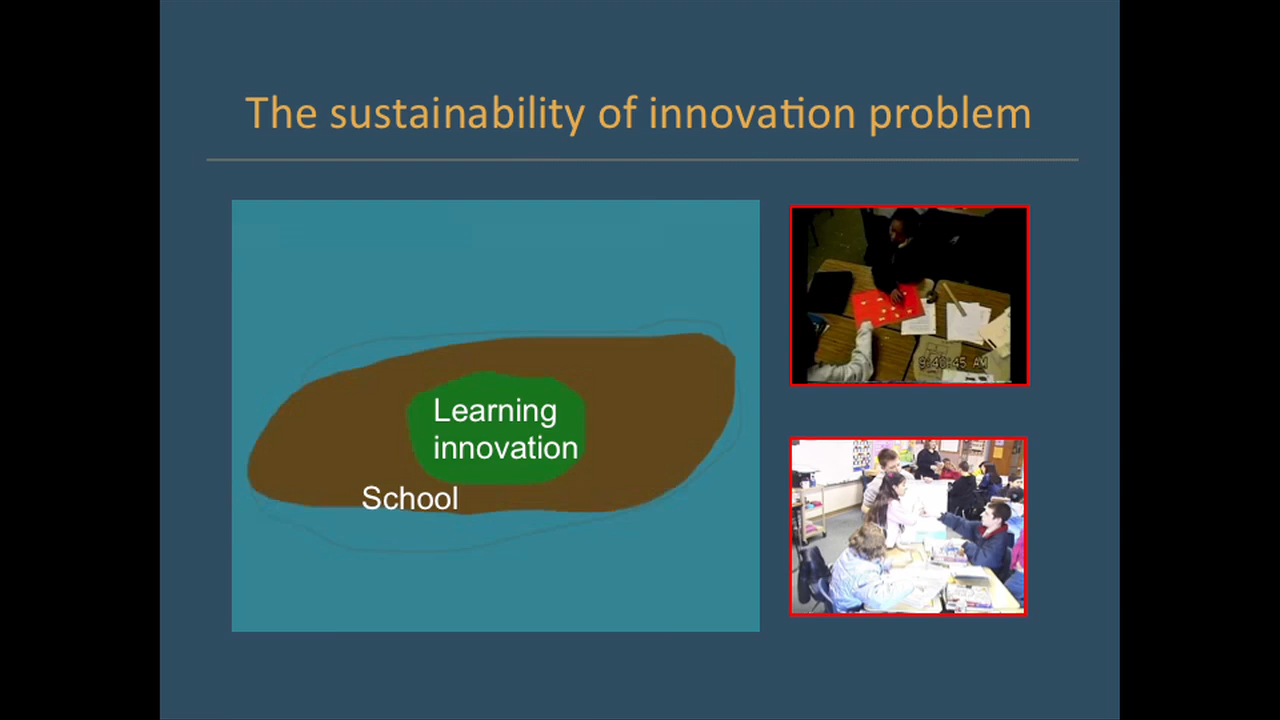 The sustainability of innovation problem
Learning
innovation
School
9:40:45 AM